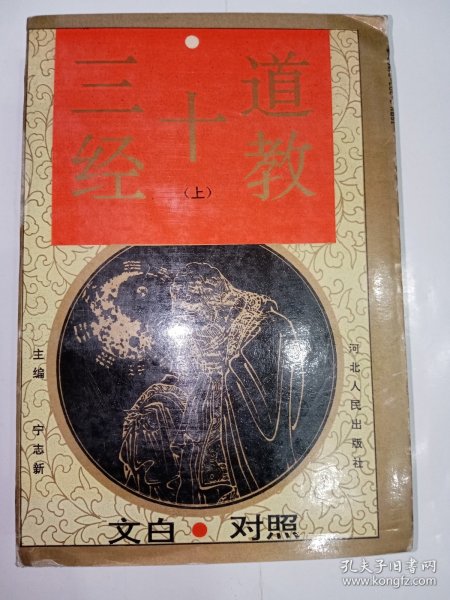 道教
十
三经
（上）
河北人民出版社
主编 宁志新
文白•对照
孔夫子旧书网
www.kongfz.com